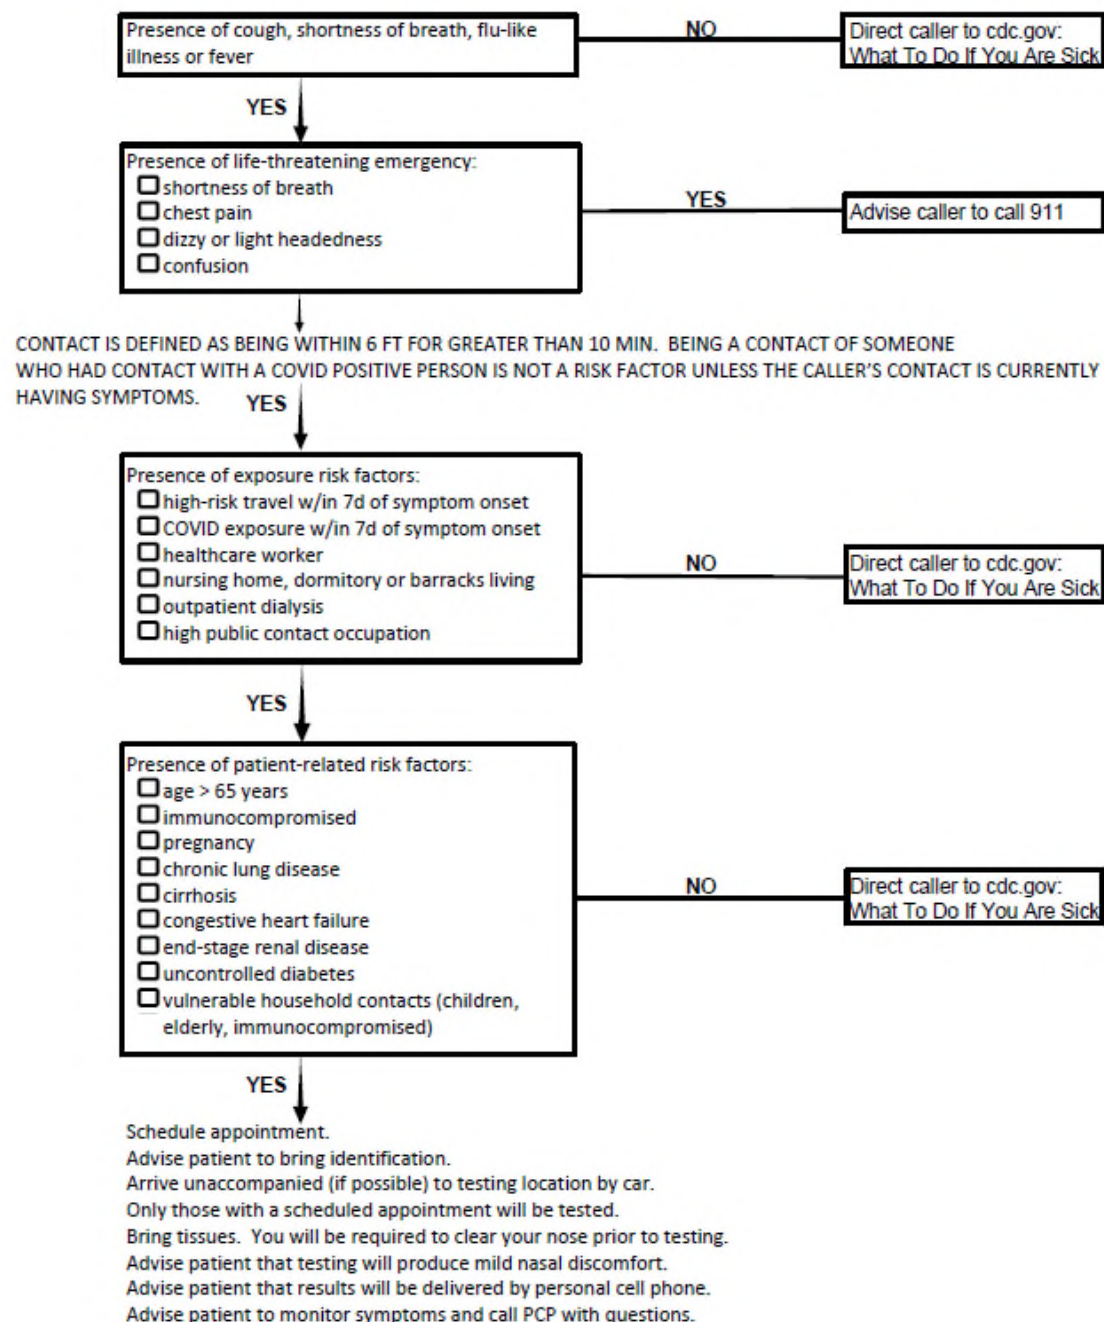 Presence of cough, shortness of breath, flu-like
illness or fever
NO
Direct caller to cdc.gov:
What To Do If You Are Sick
YES
Presence of life-threatening emergency:
shortness of breath
chest pain
dizzy or light headedness
confusion
YES
Advise caller to call 911
CONTACT IS DEFINED AS BEING WITHIN 6 FT FOR GREATER THAN 10 MIN.  BEING A CONTACT OF SOMEONE
WHO HAD CONTACT WITH A COVID POSITIVE PERSON IS NOT A RISK FACTOR UNLESS THE CALLER'S CONTACT IS CURRENTLY
HAVING SYMPTOMS.
YES
Presence of exposure risk factors:
high-risk travel w/in 7d of symptom onset
COVID exposure w/in 7d of symptom onset
healthcare worker
nursing home, dormitory or barracks living
outpatient dialysis
high public contact occupation
NO
Direct caller to cdc.gov:
What To Do If You Are Sick
YES
Presence of patient-related risk factors:
age > 65 years
immunocompromised
pregnancy
chronic lung disease
cirrhosis
congestive heart failure
end-stage renal disease
uncontrolled diabetes
vulnerable household contacts (children,
elderly, immunocompromised)
NO
Direct caller to cdc.gov:
What To Do If You Are Sick
YES
Schedule appointment.
Advise patient to bring identification.
Arrive unaccompanied (if possible) to testing location by car.
Only those with a scheduled appointment will be tested.
Bring tissues.  You will be required to clear your nose prior to testing.
Advise patient that testing will produce mild nasal discomfort.
Advise patient that results will be delivered by personal cell phone.
Advise patient to monitor symptoms and call PCP with questions.